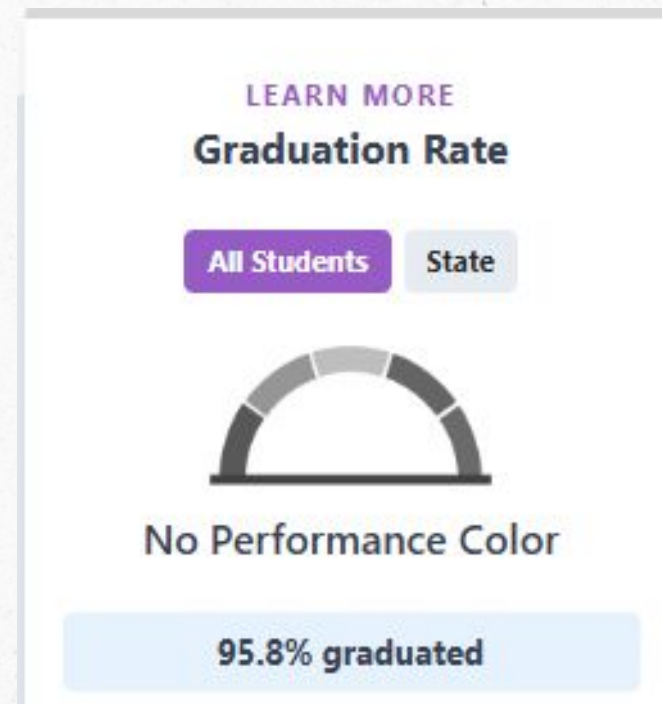 LEARN MORE
Graduation Rate
All Students State
No Performance Color
95.8% graduated